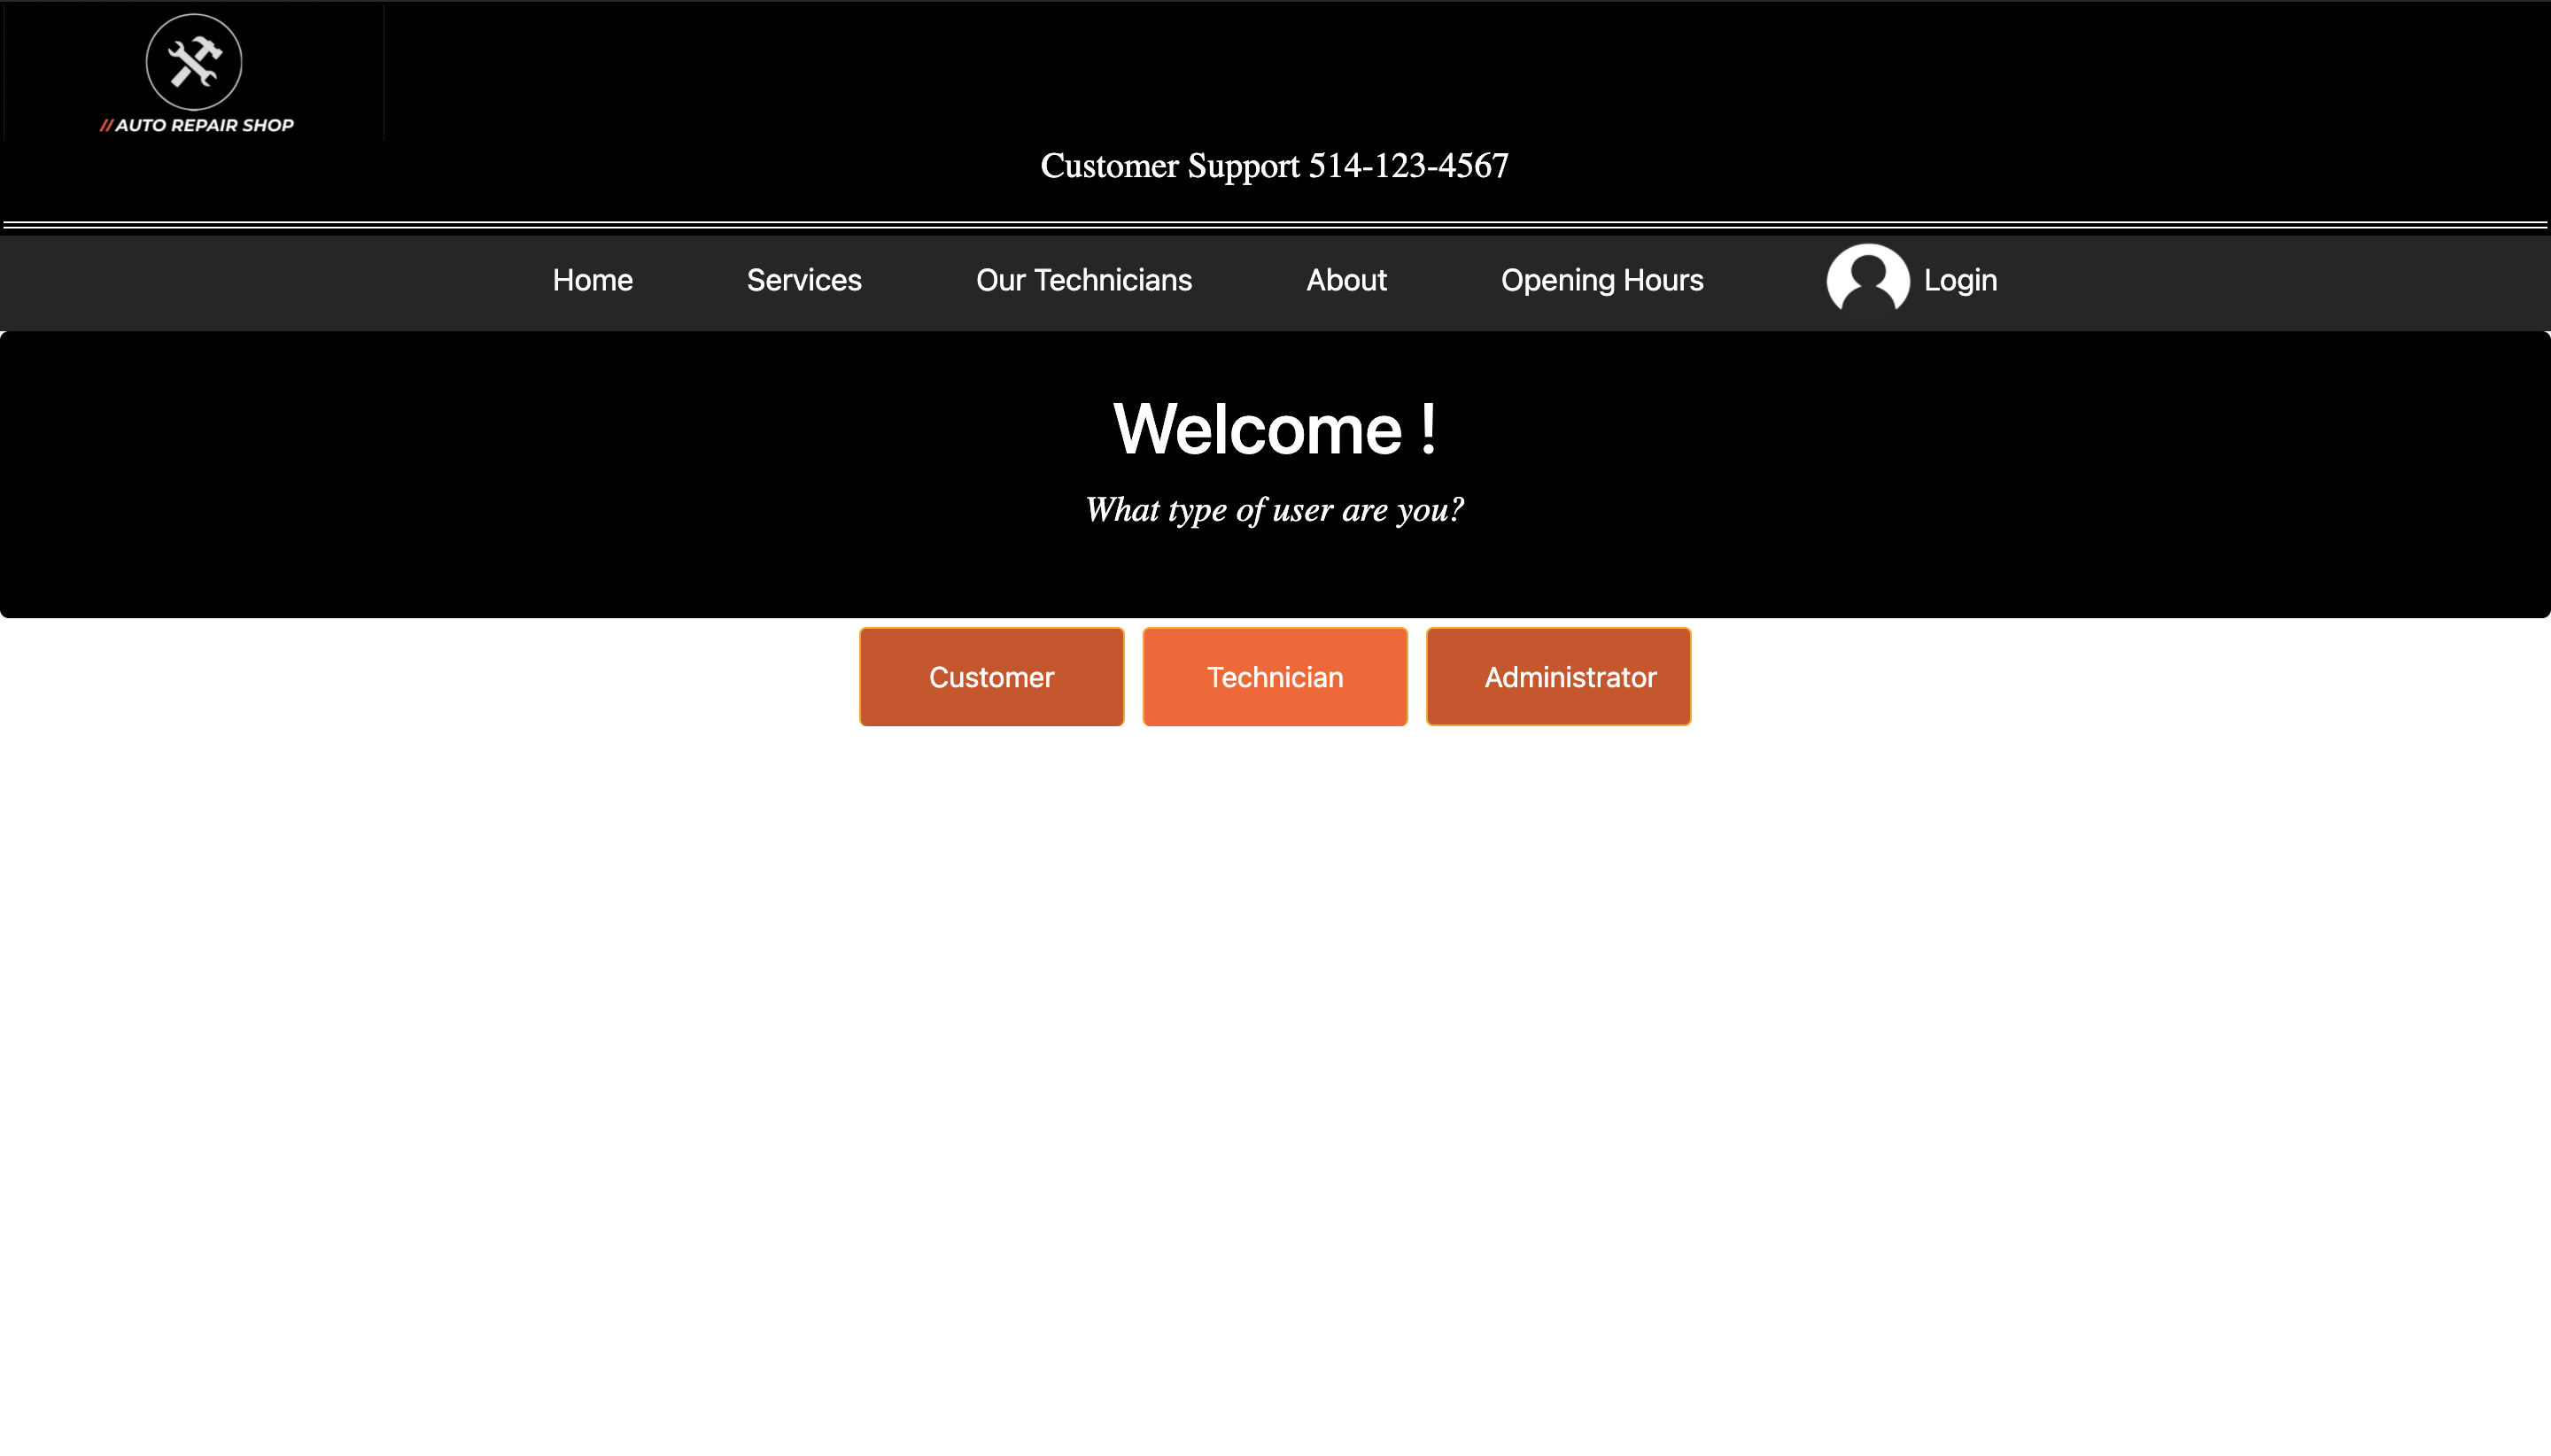 //AUTO REPAIR SHOP
Customer Support 514-123-4567
Home Services Our Technicians About Opening Hours Login
Welcome !
What type of user are you?
Customer Technician Administrator